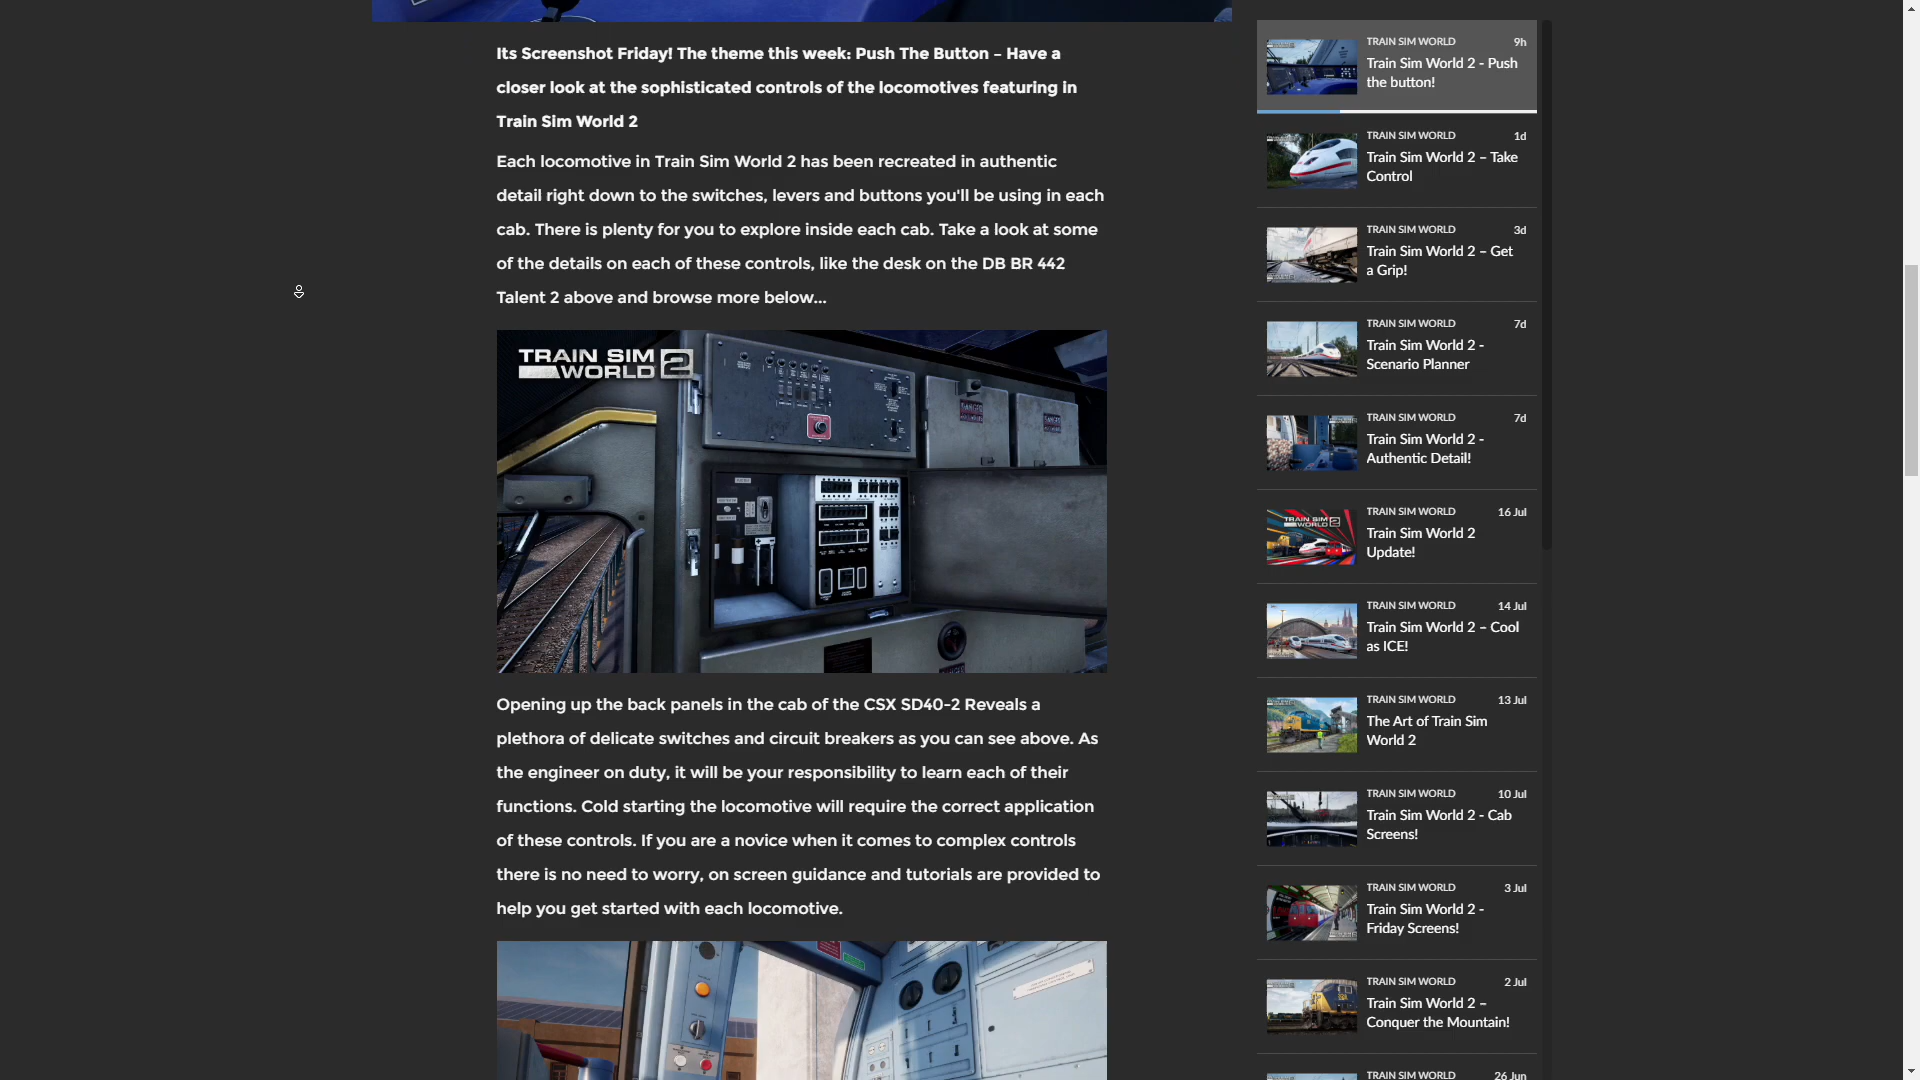 Its Screenshot Friday! The theme this week: Push The Button – Have a
closer look at the sophisticated controls of the locomotives featuring in
Train Sim World 2
Each locomotive in Train Sim World 2 has been recreated in authentic
detail right down to the switches, levers and buttons you'll be using in each
cab. There is plenty for you to explore inside each cab. Take a look at some
of the details on each of these controls, like the desk on the DB BR 442
Talent 2 above and browse more below...
TRAIN SIM
WORLD 2
DANGER
Opening up the back panels in the cab of the CSX SD40-2 Reveals a
plethora of delicate switches and circuit breakers as you can see above. As
the engineer on duty, it will be your responsibility to learn each of their
functions. Cold starting the locomotive will require the correct application
of these controls. If you are a novice when it comes to complex controls
there is no need to worry, on screen guidance and tutorials are provided to
help you get started with each locomotive.
TRAIN SIM WORLD 9h
Train Sim World 2 - Push
the button!
TRAIN SIM WORLD 1d
Train Sim World 2 – Take
Control
TRAIN SIM WORLD 3d
Train Sim World 2 – Get
a Grip!
TRAIN SIM WORLD 7d
Train Sim World 2 -
Scenario Planner
TRAIN SIM WORLD 7d
Train Sim World 2 -
Authentic Detail!
TRAIN SIM WORLD 2
TRAIN SIM WORLD 16 Jul
Train Sim World 2
Update!
TRAIN SIM WORLD 14 Jul
Train Sim World 2 – Cool
as ICE!
TRAIN SIM WORLD 13 Jul
The Art of Train Sim
World 2
TRAIN SIM WORLD 10 Jul
Train Sim World 2 - Cab
Screens!
TRAIN SIM WORLD 3 Jul
Train Sim World 2 -
Friday Screens!
TRAIN SIM WORLD 2 Jul
Train Sim World 2 –
Conquer the Mountain!
TRAIN SIM WORLD 26 Jun